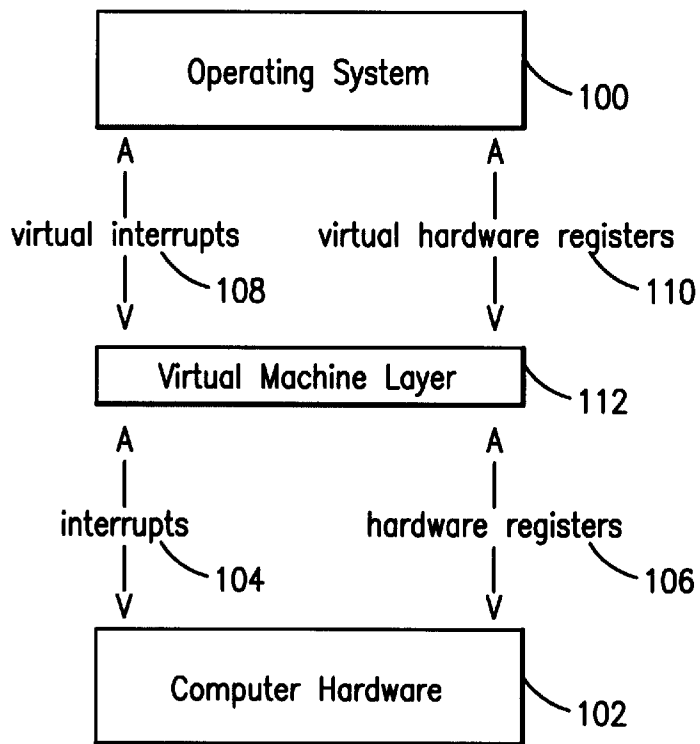 Operating System
100
A A
virtual interrupts virtual hardware registers
108 110
V V
Virtual Machine Layer
112
A A
interrupts hardware registers
104 106
V V
Computer Hardware
102